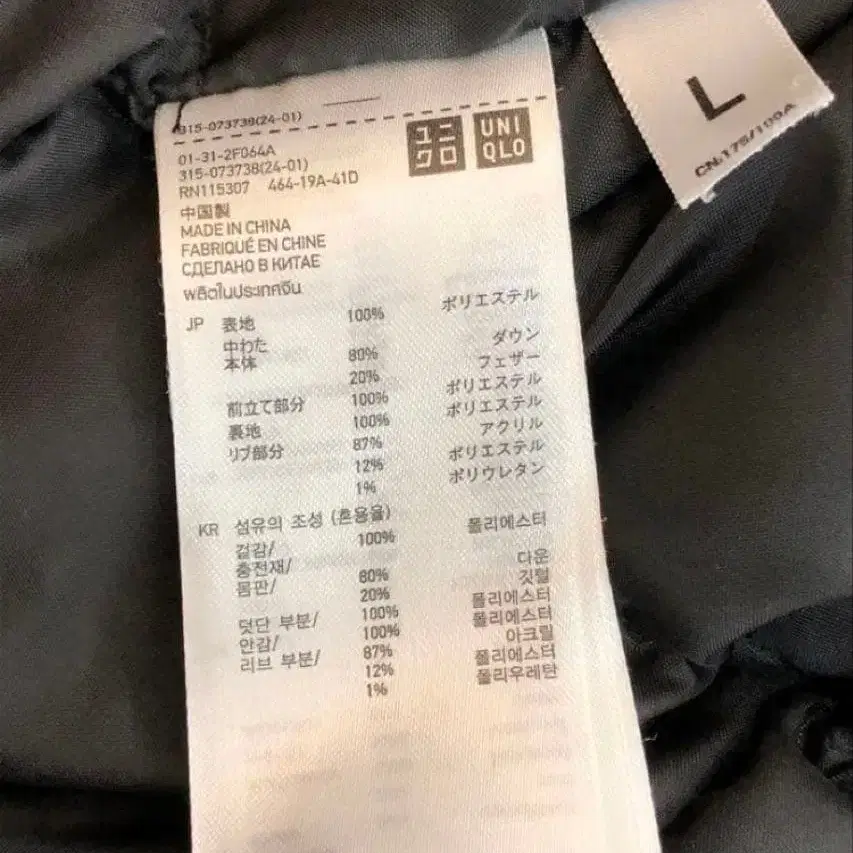 315-073738(24-01)
ユニ
クロ
UNI
QLO
L
CN:175/100A
01-31-2F064A
315-073738(24-01)
RN115307 464-19A-41D
中国製
MADE IN CHINA
FABRIQUÉ EN CHINE
СДЕЛАНО В КИТАЕ
ผลิตในประเทศจีน
JP 表地 100% ポリエステル
中わた
本体 80% ダウン
20% フェザー
前立て部分 100% ポリエステル
裏地 100% ポリエステル
リブ部分 87% アクリル
12% ポリエステル
1% ポリウレタン
KR 섬유의 조성 (혼용율)
겉감/ 100% 폴리에스터
충전재/
몸판/ 80% 다운
20% 깃털
덧단 부분/ 100% 폴리에스터
안감/ 100% 폴리에스터
리브 부분/ 87% 아크릴
12% 폴리에스터
1% 폴리우레탄